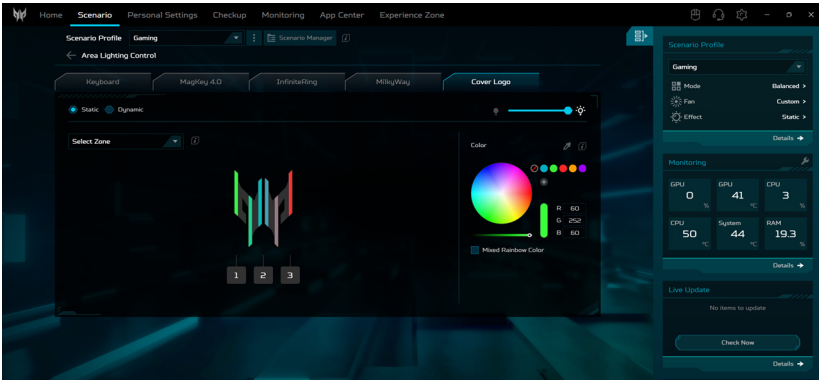 Home Scenario Personal Settings Checkup Monitoring App Center Experience Zone
Scenario Profile Gaming Scenario Manager
Area Lighting Control
Keyboard MagKey 4.0 InfiniteRing MilkyWay Cover Logo
Static Dynamic
Select Zone
1 2 3
Color
R 60
G 252
B 60
Mixed Rainbow Color
Scenario Profile
Gaming
Mode Balanced >
Fan Custom >
Effect Static >
Details →
Monitoring
GPU GPU CPU
0 % 41 °C 3 %
CPU System RAM
50 °C 44 °C 19.3 %
Details →
Live Update
No items to update
Check Now
Details →